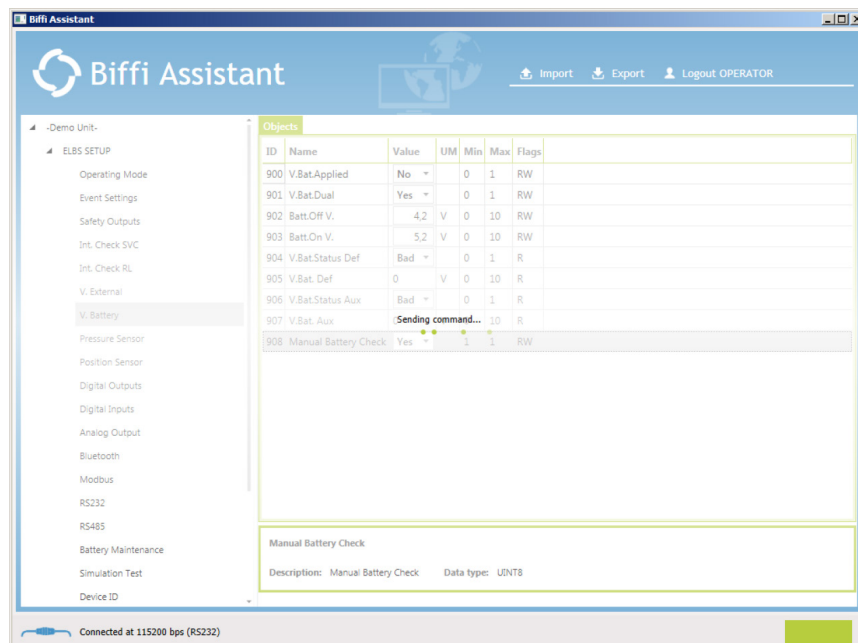 Biffi Assistant
Biffi Assistant
Import Export Logout OPERATOR
-Demo Unit-
ELBS SETUP
Operating Mode
Event Settings
Safety Outputs
Int. Check SVC
Int. Check RL
V. External
V. Battery
Pressure Sensor
Position Sensor
Digital Outputs
Digital Inputs
Analog Output
Bluetooth
Modbus
RS232
RS485
Battery Maintenance
Simulation Test
Device ID
Objects
ID Name Value UM Min Max Flags
900 V.Bat.Applied No 0 1 RW
901 V.Bat.Dual Yes 0 1 RW
902 Batt.Off V. 4,2 V 0 10 RW
903 Batt.On V. 5,2 V 0 10 RW
904 V.Bat.Status Def Bad 0 1 R
905 V.Bat. Def 0 V 0 10 R
906 V.Bat.Status Aux Bad 0 1 R
907 V.Bat. Aux 10 R
Sending command...
908 Manual Battery Check Yes 1 1 RW
Manual Battery Check
Description: Manual Battery Check Data type: UINT8
Connected at 115200 bps (RS232)